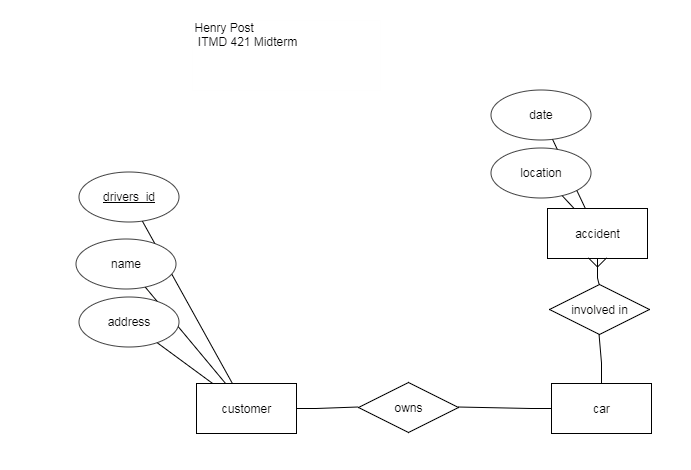 Henry Post
ITMD 421 Midterm
date
location
drivers_id
accident
name
involved in
address
customer
owns
car